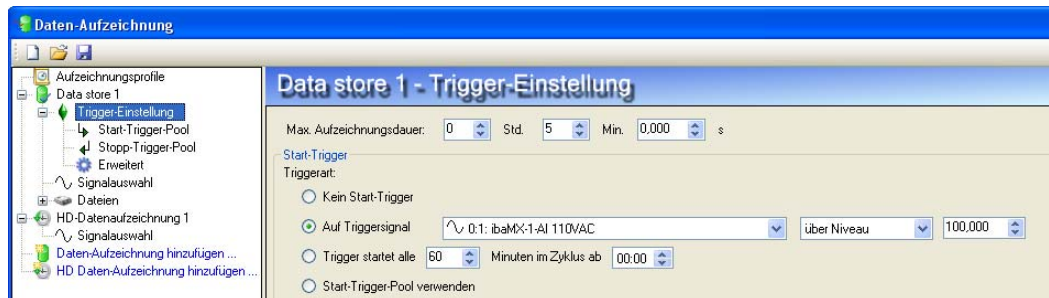 Daten-Aufzeichnung
Aufzeichnungsprofile
Data store 1
Trigger-Einstellung
Start-Trigger-Pool
Stopp-Trigger-Pool
Erweitert
Signalauswahl
Dateien
HD-Datenaufzeichnung 1
Signalauswahl
Daten-Aufzeichnung hinzufügen ...
HD Daten-Aufzeichnung hinzufügen ...
Data store 1 - Trigger-Einstellung
Max. Aufzeichnungsdauer: 0 Std. 5 Min. 0,000 s
Start-Trigger
Triggerart:
Kein Start-Trigger
Auf Triggersignal 0:1: ibaMX-1-AI 110VAC über Niveau 100,000
Trigger startet alle 60 Minuten im Zyklus ab 00:00
Start-Trigger-Pool verwenden